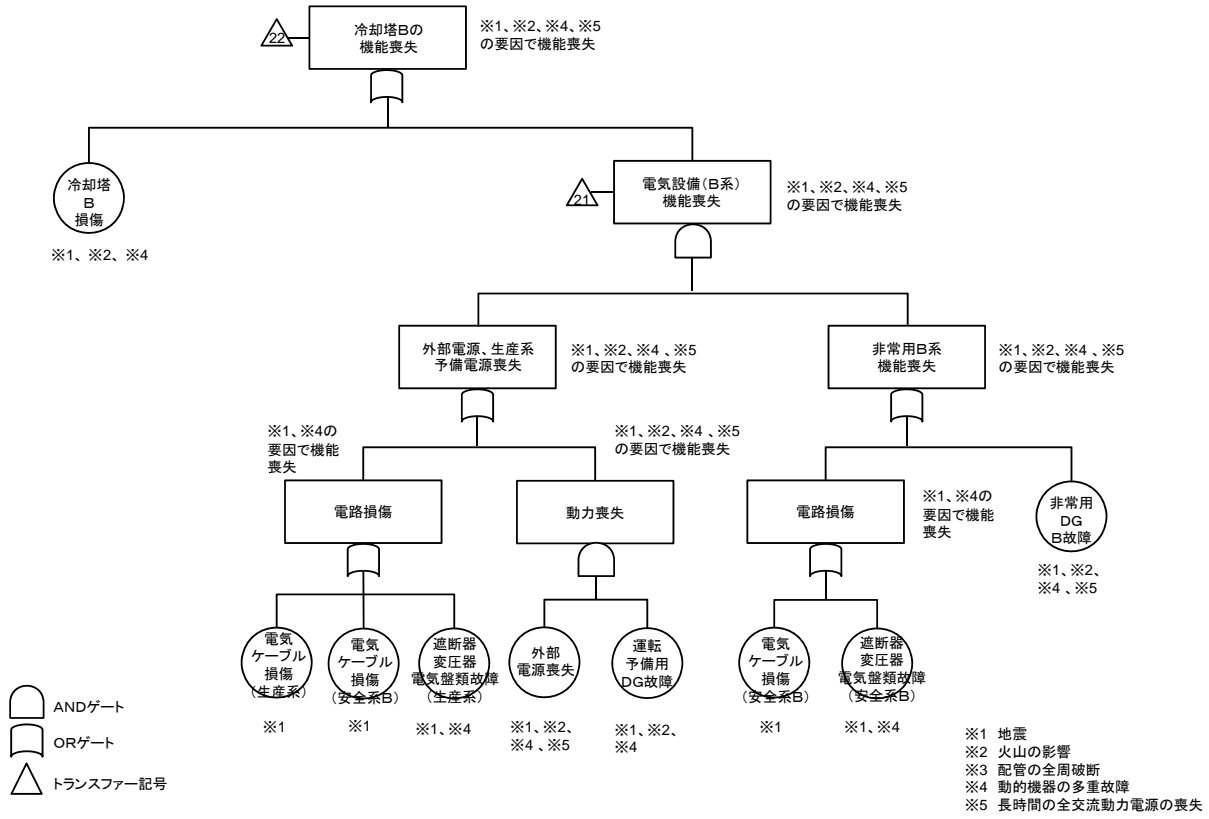 22
冷却塔Bの
機能喪失
※1、※2、※4、※5
の要因で機能喪失
冷却塔
B
損傷
※1、※2、※4
21
電気設備(B系)
機能喪失
※1、※2、※4、※5
の要因で機能喪失
外部電源、生産系
予備電源喪失
※1、※2、※4 、※5
の要因で機能喪失
非常用B系
機能喪失
※1、※2、※4 、※5
の要因で機能喪失
※1、※4の
要因で機能
喪失
電路損傷
※1、※2、※4 、※5
の要因で機能喪失
動力喪失
電路損傷
※1、※4の
要因で機能
喪失
非常用
DG
B故障
※1、※2、
※4 、※5
電気
ケーブル
損傷
(生産系)
※1
電気
ケーブル
損傷
(安全系B)
※1
遮断器
変圧器
電気盤類故障
(生産系)
※1、※4
外部
電源喪失
※1、※2、
※4 、※5
運転
予備用
DG故障
※1、※2、
※4
電気
ケーブル
損傷
(安全系B)
※1
遮断器
変圧器
電気盤類故障
(安全系B)
※1、※4
ANDゲート
ORゲート
トランスファー記号
※1 地震
※2 火山の影響
※3 配管の全周破断
※4 動的機器の多重故障
※5 長時間の全交流動力電源の喪失